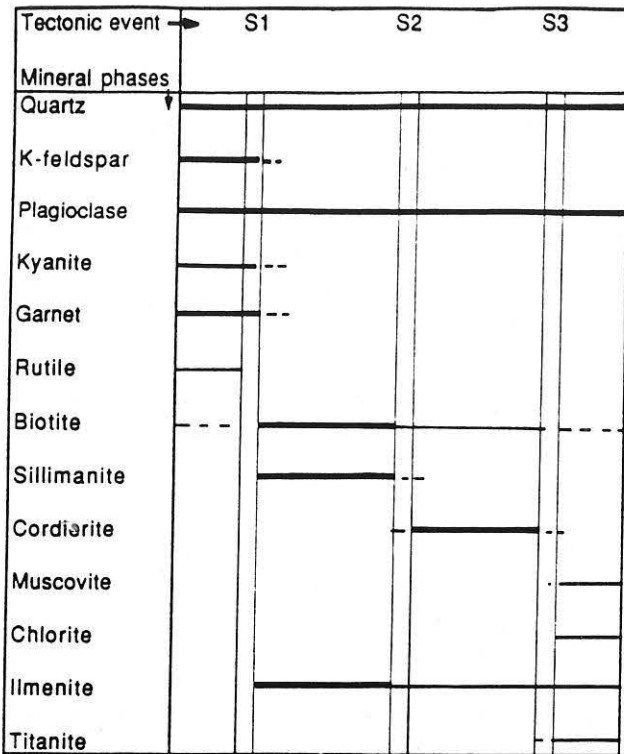 Tectonic event S1 S2 S3
Mineral phases
Quartz
K-feldspar
Plagioclase
Kyanite
Garnet
Rutile
Biotite
Sillimanite
Cordierite
Muscovite
Chlorite
Ilmenite
Titanite